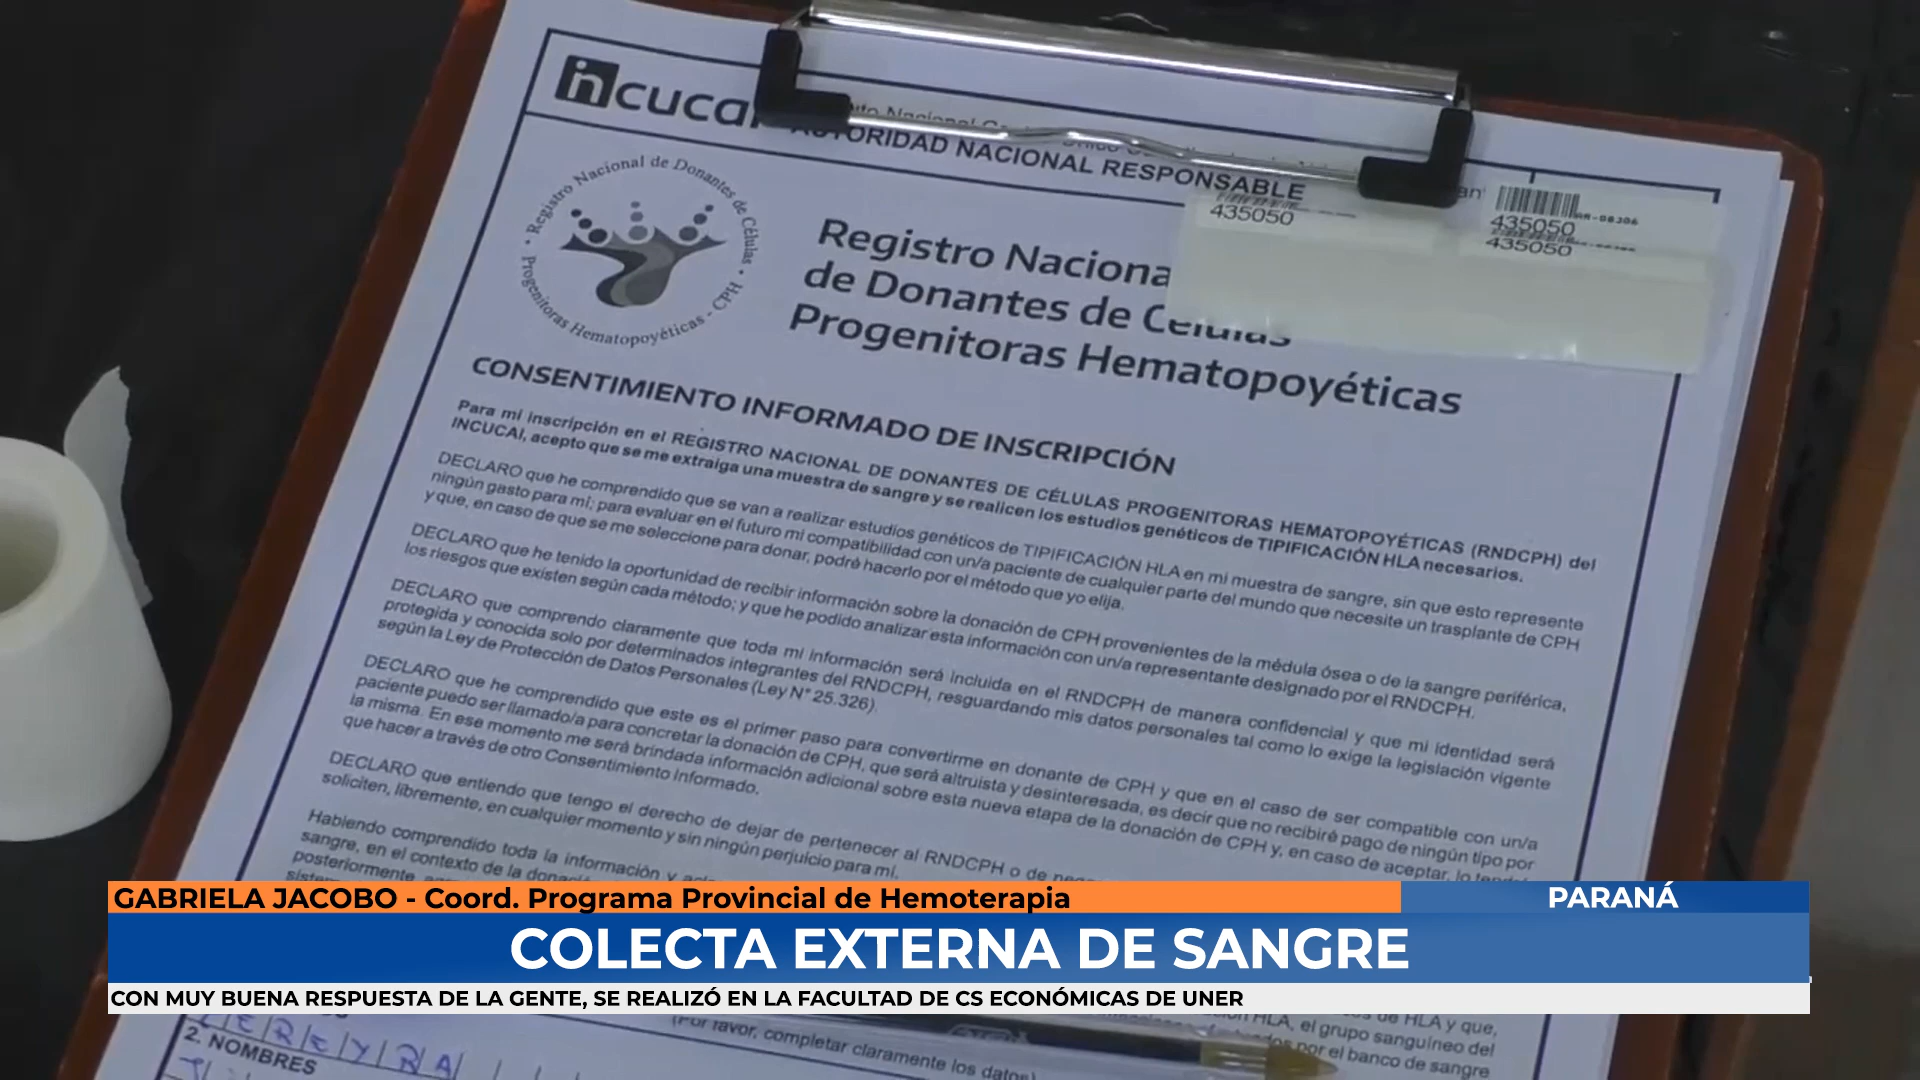 incucai
AUTORIDAD NACIONAL RESPONSABLE
435050
435050
435050
Registro Nacional de Donantes de Células
Progenitoras Hematopoyéticas - CPH
Registro Naciona
de Donantes de Células
Progenitoras Hematopoyéticas
CONSENTIMIENTO INFORMADO DE INSCRIPCIÓN
Para mi inscripción en el REGISTRO NACIONAL DE DONANTES DE CÉLULAS PROGENITORAS HEMATOPOYÉTICAS (RNDCPH) del
INCUCAI, acepto que se me extraiga una muestra de sangre y se realicen los estudios genéticos de TIPIFICACIÓN HLA necesarios.
DECLARO que he comprendido que se van a realizar estudios genéticos de TIPIFICACIÓN HLA en mi muestra de sangre, sin que esto represente
ningún gasto para mí; para evaluar en el futuro mi compatibilidad con un/a paciente de cualquier parte del mundo que necesite un trasplante de CPH
y que, en caso de que se me seleccione para donar, podré hacerlo por el método que yo elija.
DECLARO que he tenido la oportunidad de recibir información sobre la donación de CPH provenientes de la médula ósea o de la sangre periférica,
los riesgos que existen según cada método; y que he podido analizar esta información con un/a representante designado por el RNDCPH.
DECLARO que comprendo claramente que toda mi información será incluida en el RNDCPH de manera confidencial y que mi identidad será
protegida y conocida solo por determinados integrantes del RNDCPH, resguardando mis datos personales tal como lo exige la legislación vigente
según la Ley de Protección de Datos Personales (Ley N° 25.326).
DECLARO que he comprendido que este es el primer paso para convertirme en donante de CPH y que en el caso de ser compatible con un/a
paciente puedo ser llamado/a para concretar la donación de CPH, que será altruista y desinteresada, es decir que no recibiré pago de ningún tipo por
la misma. En ese momento me será brindada información adicional sobre esta nueva etapa de la donación de CPH y, en caso de aceptar, lo tendré
que hacer a través de otro Consentimiento Informado.
DECLARO que entiendo que tengo el derecho de dejar de pertenecer al RNDCPH o de
soliciten, libremente, en cualquier momento y sin ningún perjuicio para mí.
Habiendo comprendido toda la información y
sangre, en el contexto de la
posteriormente
GABRIELA JACOBO - Coord. Programa Provincial de Hemoterapia
PARANÁ
COLECTA EXTERNA DE SANGRE
CON MUY BUENA RESPUESTA DE LA GENTE, SE REALIZÓ EN LA FACULTAD DE CS ECONÓMICAS DE UNER
de HLA y que,
HLA, el grupo sanguíneo del
por el banco de sangre
(Por favor, completar claramente los datos)
2. NOMBRES